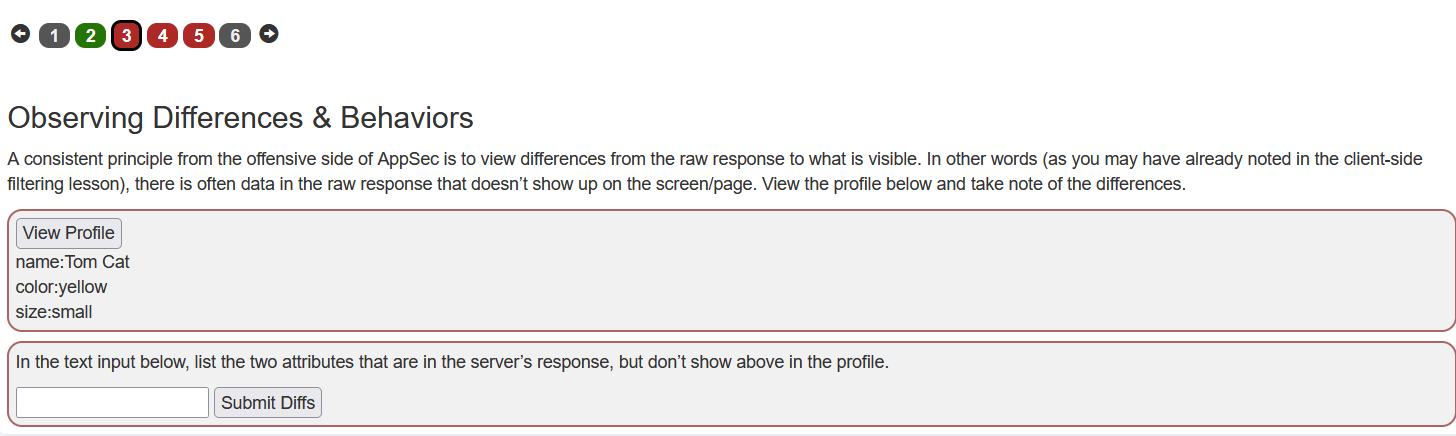 1 2 3 4 5 6
Observing Differences & Behaviors
A consistent principle from the offensive side of AppSec is to view differences from the raw response to what is visible. In other words (as you may have already noted in the client-side
filtering lesson), there is often data in the raw response that doesn’t show up on the screen/page. View the profile below and take note of the differences.
View Profile
name:Tom Cat
color:yellow
size:small
In the text input below, list the two attributes that are in the server’s response, but don’t show above in the profile.
Submit Diffs